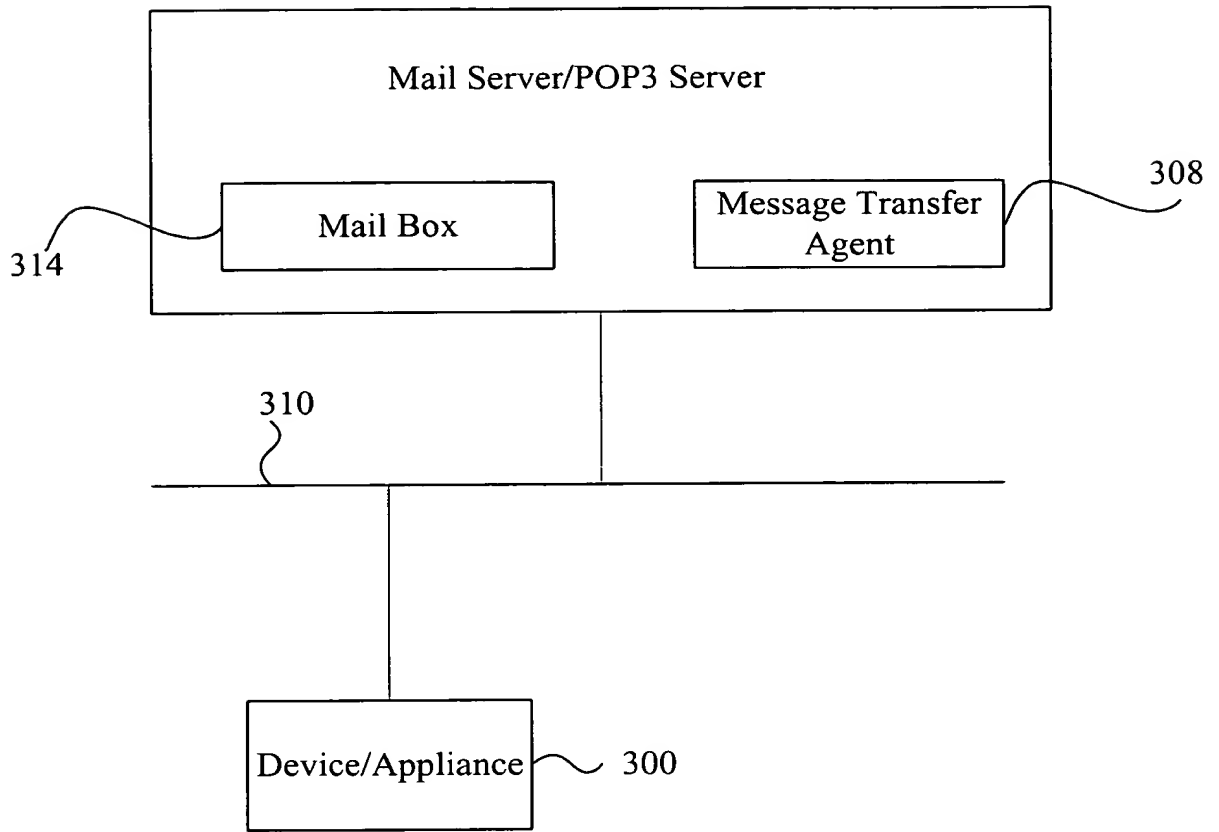 Mail Server/POP3 Server
308
Mail Box
Message Transfer
Agent
314
310
Device/Appliance
300